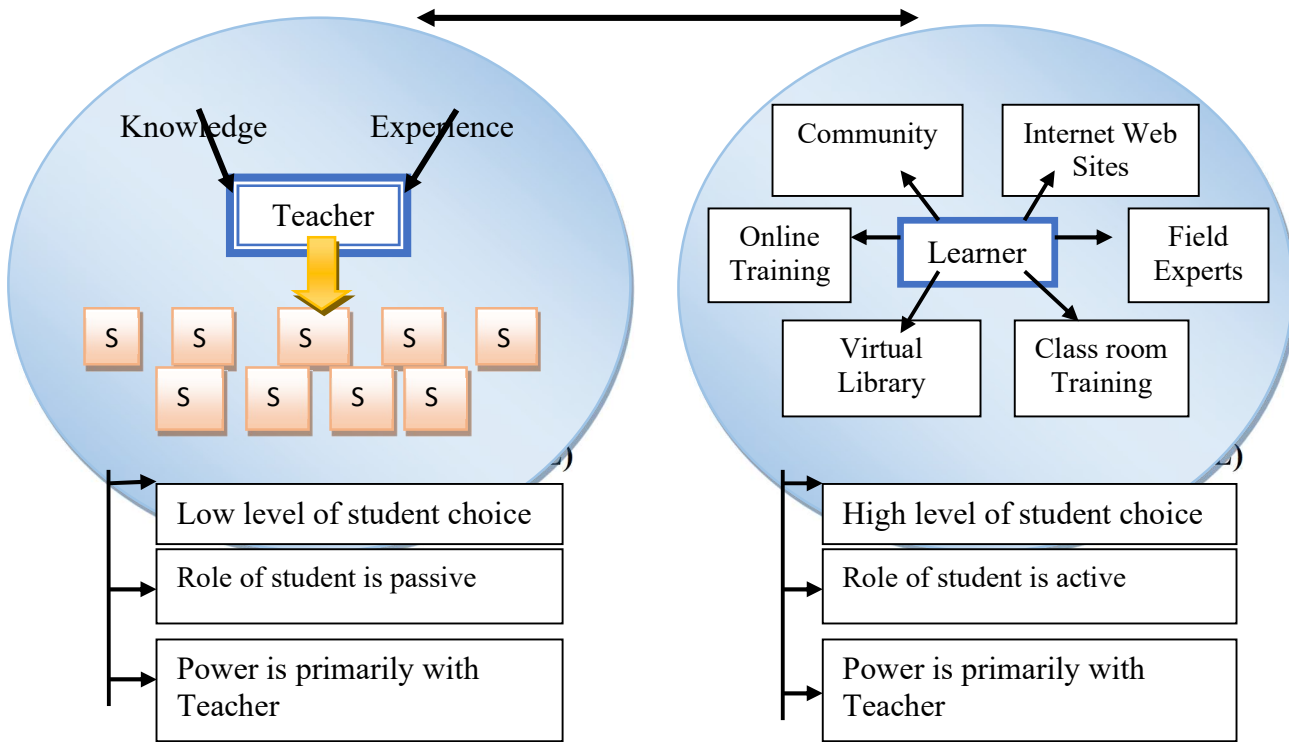 Knowledge
Experience
Teacher
S S S S S
S S S S
Community
Internet Web
Sites
Online
Training
Learner
Field
Experts
Virtual
Library
Class room
Training
Low level of student choice
Role of student is passive
Power is primarily with
Teacher
High level of student choice
Role of student is active
Power is primarily with
Teacher